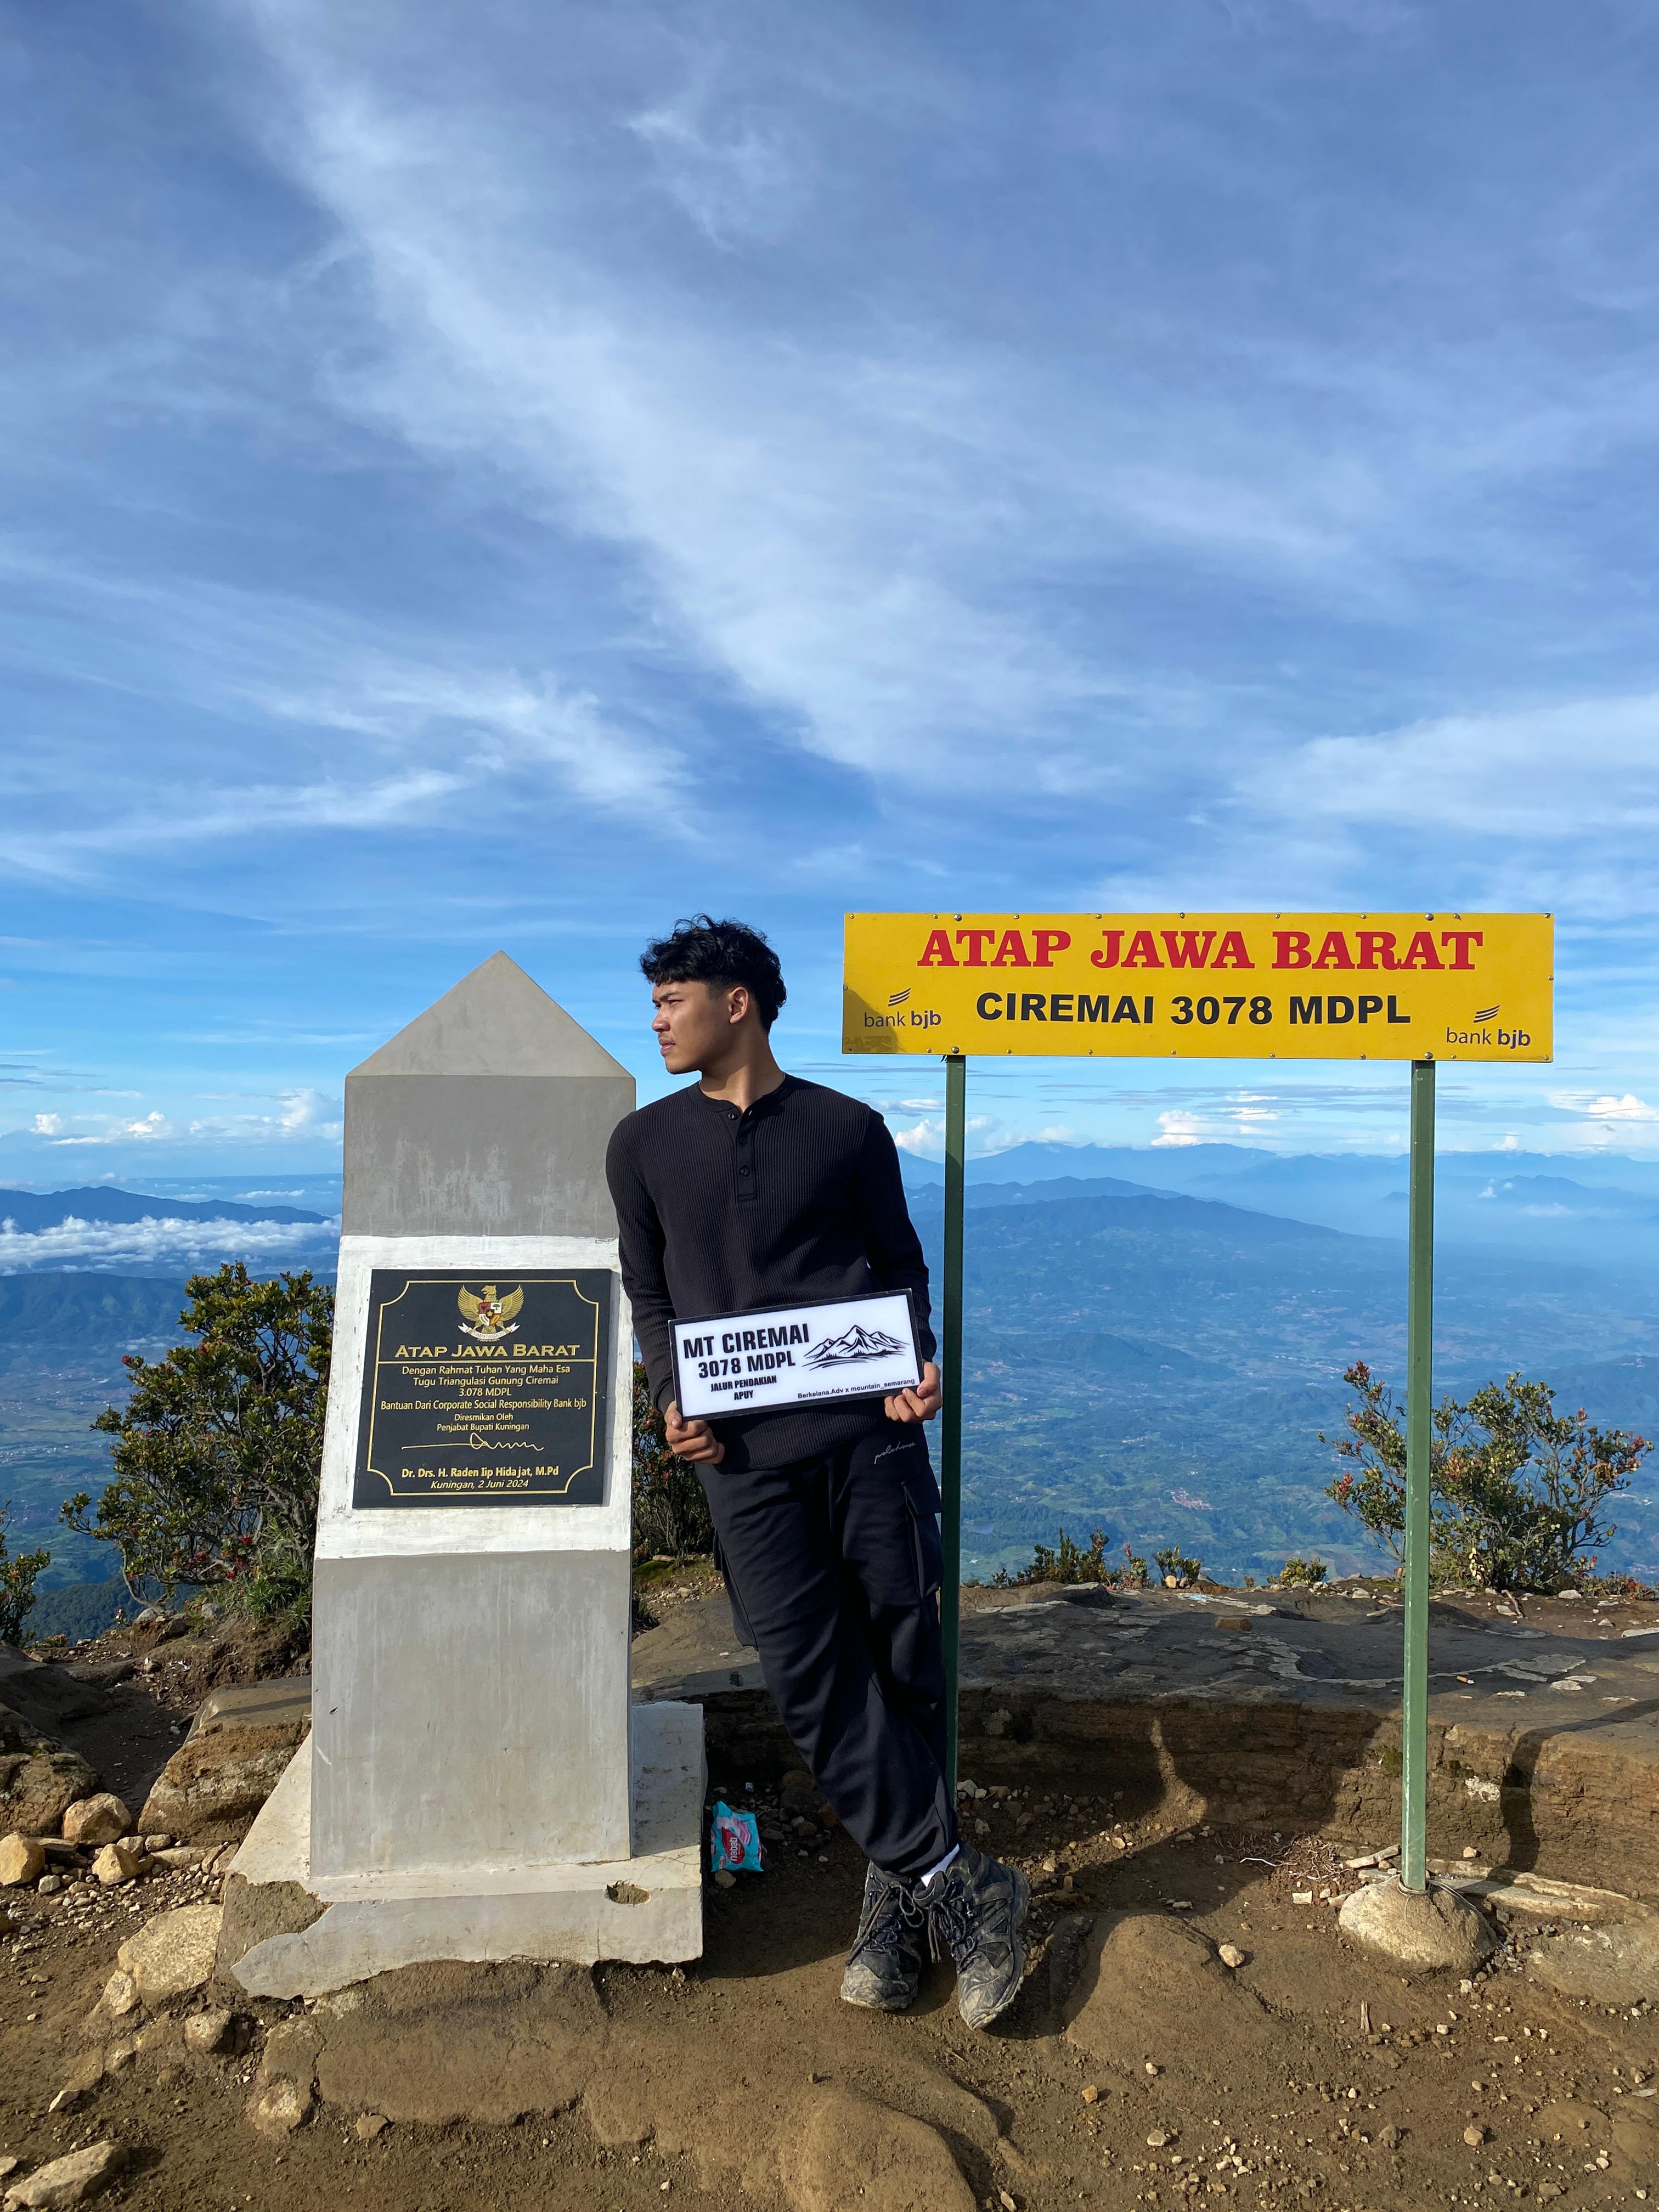 ATAP JAWA BARAT
CIREMAI 3078 MDPL
bank bjb
bank bjb
ATAP JAWA BARAT
Dengan Rahmat Tuhan Yang Maha Esa
Tugu Triangulasi Gunung Ciremai
3.078 MDPL
Bantuan Dari Corporate Social Responsibility Bank bjb
Diresmikan Oleh
Penjabat Bupati Kuningan
Dr. Drs. H. Raden Iip Hidajat, M.Pd
Kuningan, 2 Juni 2024
MT CIREMAI
3078 MDPL
JALUR PENDAKIAN
APUY
Berkelana.Adv x mountain_semarang